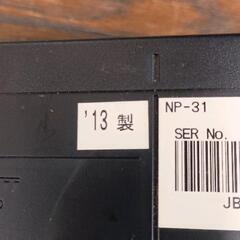 '13 製
NP-31
SER No.
JB